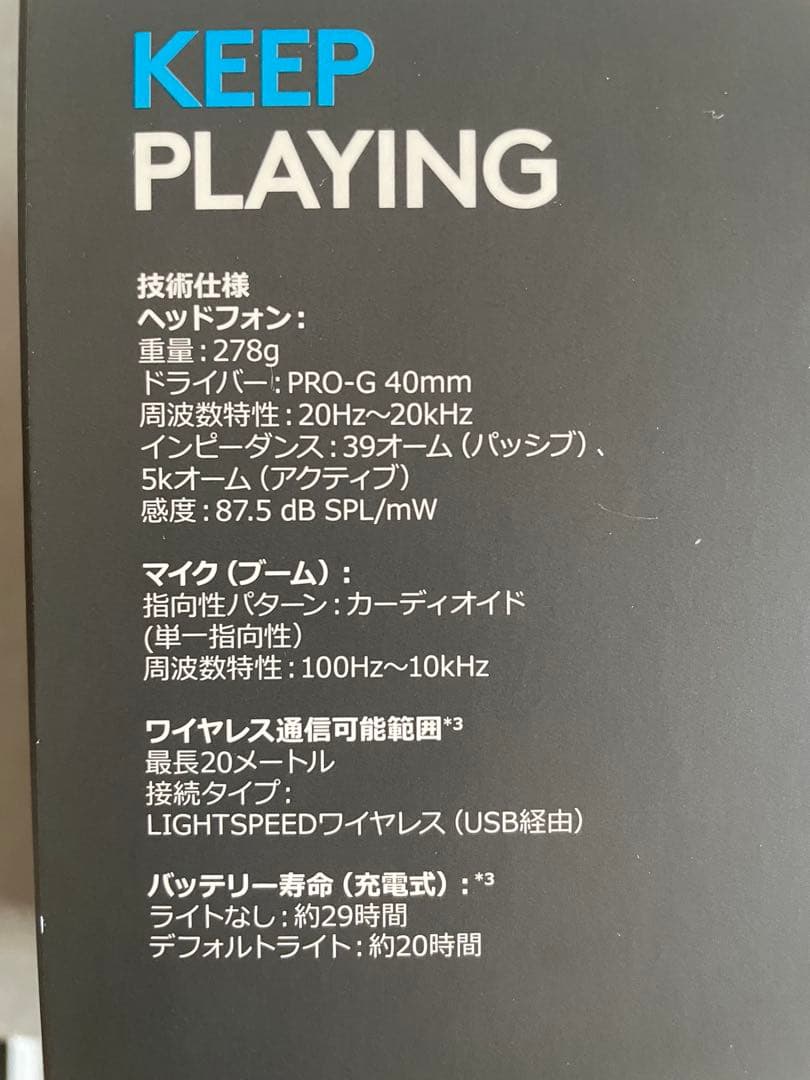 KEEP
PLAYING
技術仕様
ヘッドフォン:
重量:278g
ドライバー:PRO-G 40mm
周波数特性:20Hz～20kHz
インピーダンス:39オーム(パッシブ)、
5kオーム(アクティブ)
感度:87.5 dB SPL/mW
マイク(ブーム):
指向性パターン:カーディオイド
(単一指向性)
周波数特性:100Hz～10kHz
ワイヤレス通信可能範囲*3
最長20メートル
接続タイプ:
LIGHTSPEEDワイヤレス(USB経由)
バッテリー寿命(充電式):*3
ライトなし:約29時間
デフォルトライト:約20時間